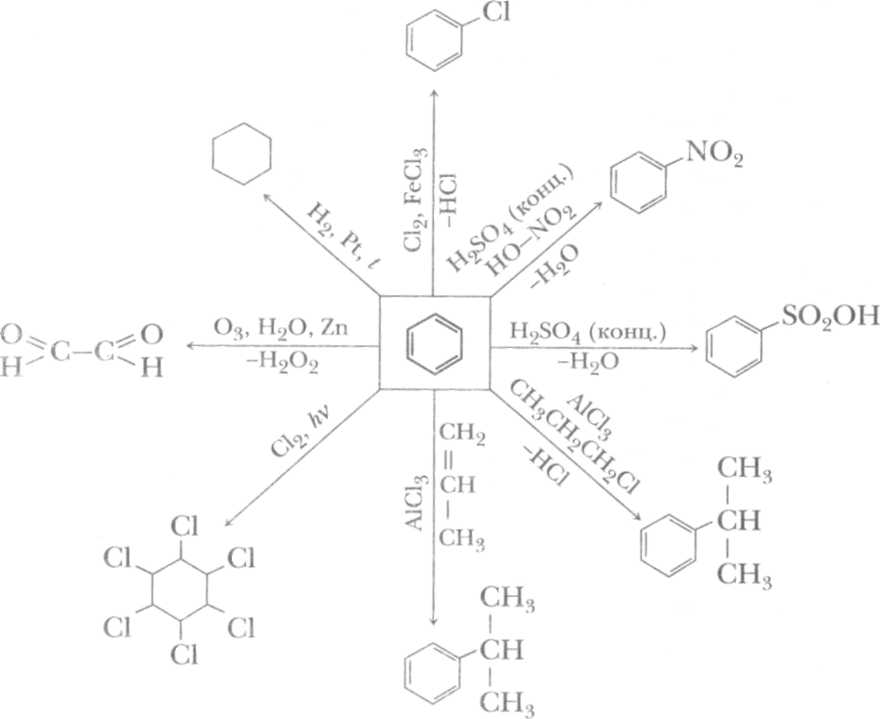 Cl
Cl₂, FeCl₃
–HCl
H₂SO₄ (конц.)
HO–NO₂
–H₂O
NO₂
H₂, Pt, t
O₃, H₂O, Zn
–H₂O₂
O O
C–C
H H
H₂SO₄ (конц.)
–H₂O
SO₂OH
Cl₂, hν
AlCl₃
CH₂
CH
CH₃
AlCl₃
CH₃CH₂CH₂Cl
–HCl
CH₃
CH
CH₃
Cl
Cl Cl
Cl Cl
Cl
CH₃
CH
CH₃